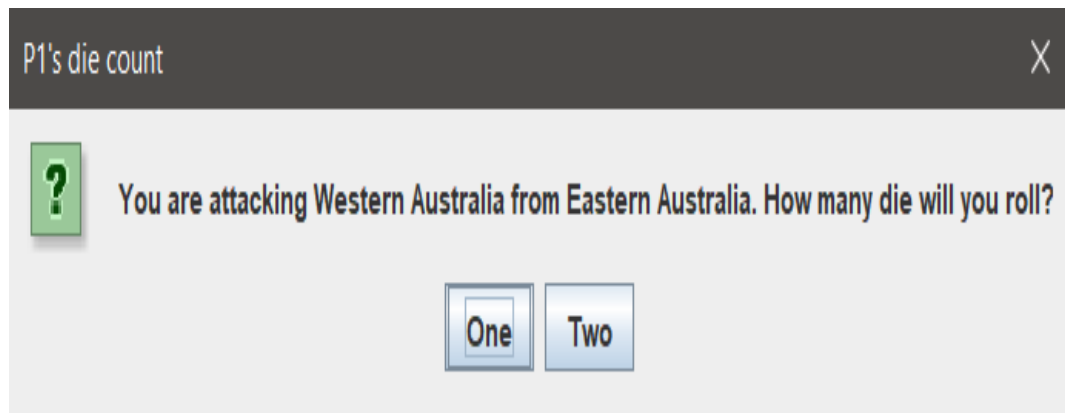 P1's die count X
? You are attacking Western Australia from Eastern Australia. How many die will you roll?
One Two